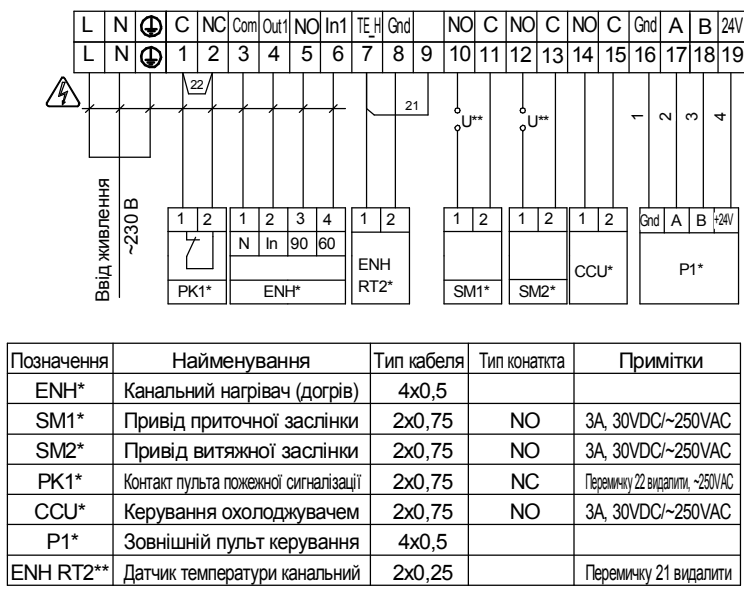 L N C NC Com Out1 NO In1 TE_H Gnd NO C NO C NO C Gnd A B 24V
L N 1 2 3 4 5 6 7 8 9 10 11 12 13 14 15 16 17 18 19
22
21
U** U**
1 2 3 4
Ввід живлення
~230 В
1 2 1 2 3 4 1 2 1 2 1 2 1 2 Gnd A B +24V
N In 90 60
ENH
RT2*
CCU* P1*
PK1* ENH* SM1* SM2*
Позначення Найменування Тип кабеля Тип конаткта Примітки
ENH* Канальний нагрівач (догрів) 4x0,5
SM1* Привід приточної заслінки 2x0,75 NO 3A, 30VDC/~250VAC
SM2* Привід витяжної заслінки 2x0,75 NO 3A, 30VDC/~250VAC
PK1* Контакт пульта пожежної сигналізації 2x0,75 NC Перемичку 22 видалити, ~250VAC
CCU* Керування охолоджувачем 2x0,75 NO 3A, 30VDC/~250VAC
P1* Зовнішній пульт керування 4x0,5
ENH RT2** Датчик температури канальний 2x0,25 Перемичку 21 видалити